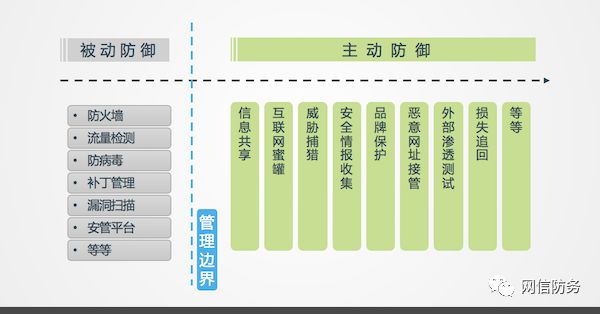 被动防御
主动防御
• 防火墙
• 流量检测
• 防病毒
• 补丁管理
• 漏洞扫描
• 安管平台
• 等等
管理边界
信息共享
互联网蜜罐
威胁捕猎
安全情报收集
品牌保护
恶意网址接管
外部渗透测试
损失追回
等等
网信防务